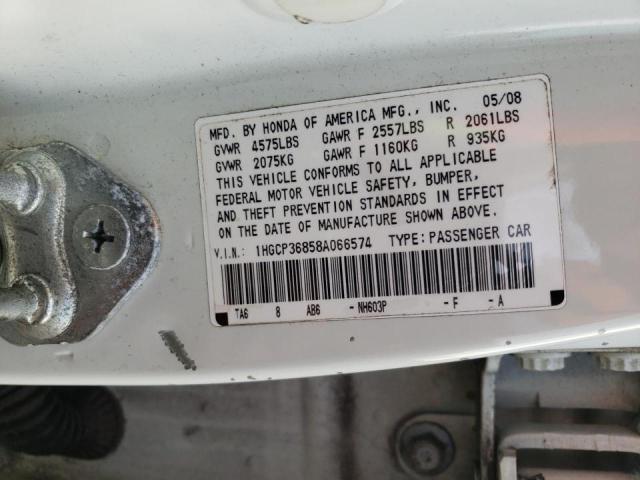 MFD. BY HONDA OF AMERICA MFG., INC. 05/08
GVWR 4575LBS GAWR F 2557LBS R 2061LBS
GVWR 2075KG GAWR F 1160KG R 935KG
THIS VEHICLE CONFORMS TO ALL APPLICABLE
FEDERAL MOTOR VEHICLE SAFETY, BUMPER,
AND THEFT PREVENTION STANDARDS IN EFFECT
ON THE DATE OF MANUFACTURE SHOWN ABOVE.
V.I.N.: 1HGCP36858A066574 TYPE: PASSENGER CAR
TA6 8 AB6 -NH603P -F -A